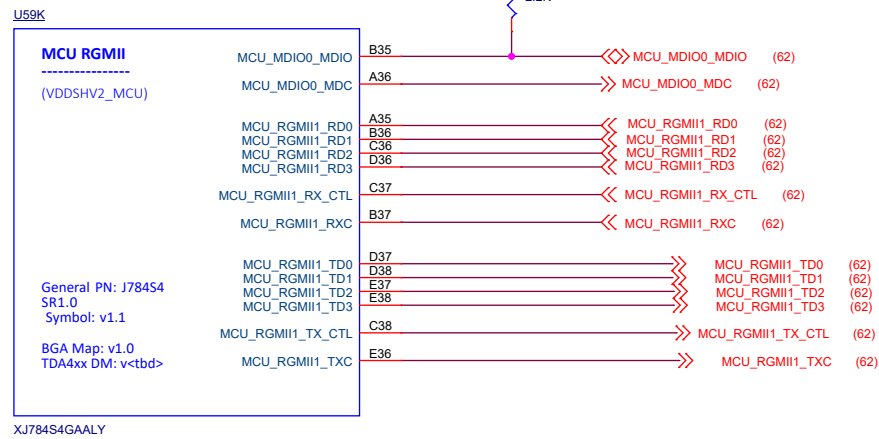 U59K
MCU RGMII
----------------
(VDDSHV2_MCU)
MCU_MDIO0_MDIO B35 MCU_MDIO0_MDIO (62)
MCU_MDIO0_MDC A36 MCU_MDIO0_MDC (62)
MCU_RGMII1_RD0 A35 MCU_RGMII1_RD0 (62)
MCU_RGMII1_RD1 B36 MCU_RGMII1_RD1 (62)
MCU_RGMII1_RD2 C36 MCU_RGMII1_RD2 (62)
MCU_RGMII1_RD3 D36 MCU_RGMII1_RD3 (62)
MCU_RGMII1_RX_CTL C37 MCU_RGMII1_RX_CTL (62)
MCU_RGMII1_RXC B37 MCU_RGMII1_RXC (62)
MCU_RGMII1_TD0 D37 MCU_RGMII1_TD0 (62)
MCU_RGMII1_TD1 D38 MCU_RGMII1_TD1 (62)
MCU_RGMII1_TD2 E37 MCU_RGMII1_TD2 (62)
MCU_RGMII1_TD3 E38 MCU_RGMII1_TD3 (62)
MCU_RGMII1_TX_CTL C38 MCU_RGMII1_TX_CTL (62)
MCU_RGMII1_TXC E36 MCU_RGMII1_TXC (62)
General PN: J784S4
SR1.0
Symbol: v1.1
BGA Map: v1.0
TDA4xx DM: v<tbd>
XJ784S4GAALY